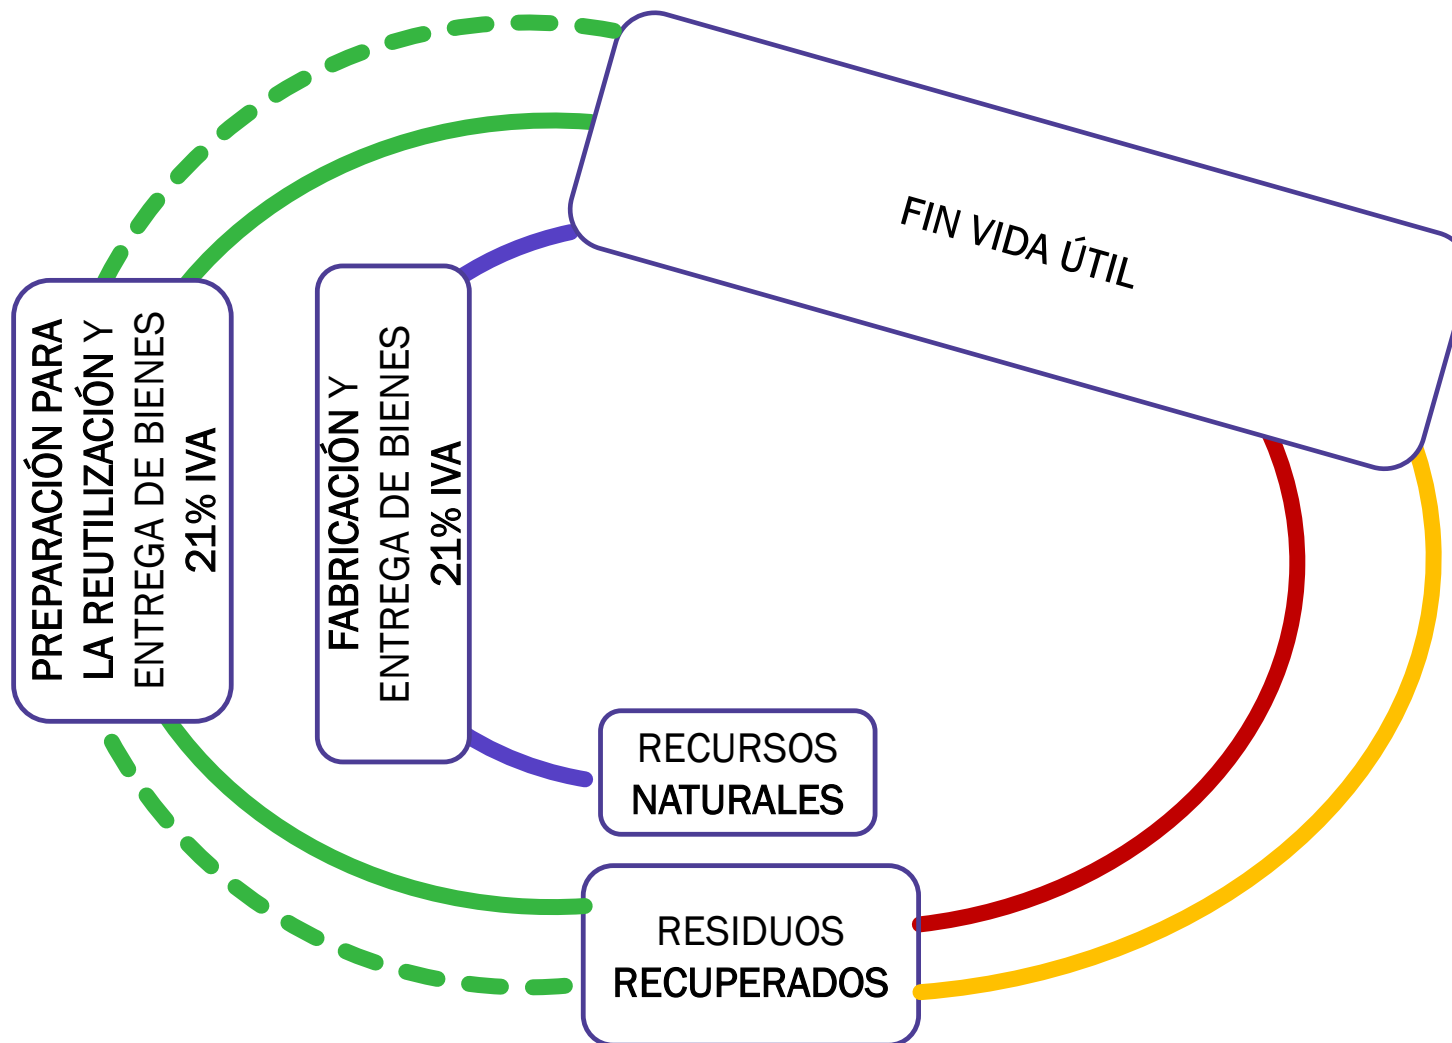 FIN VIDA ÚTIL
PREPARACIÓN PARA
LA REUTILIZACIÓN Y
ENTREGA DE BIENES
21% IVA
FABRICACIÓN Y
ENTREGA DE BIENES
21% IVA
RECURSOS
NATURALES
RESIDUOS
RECUPERADOS